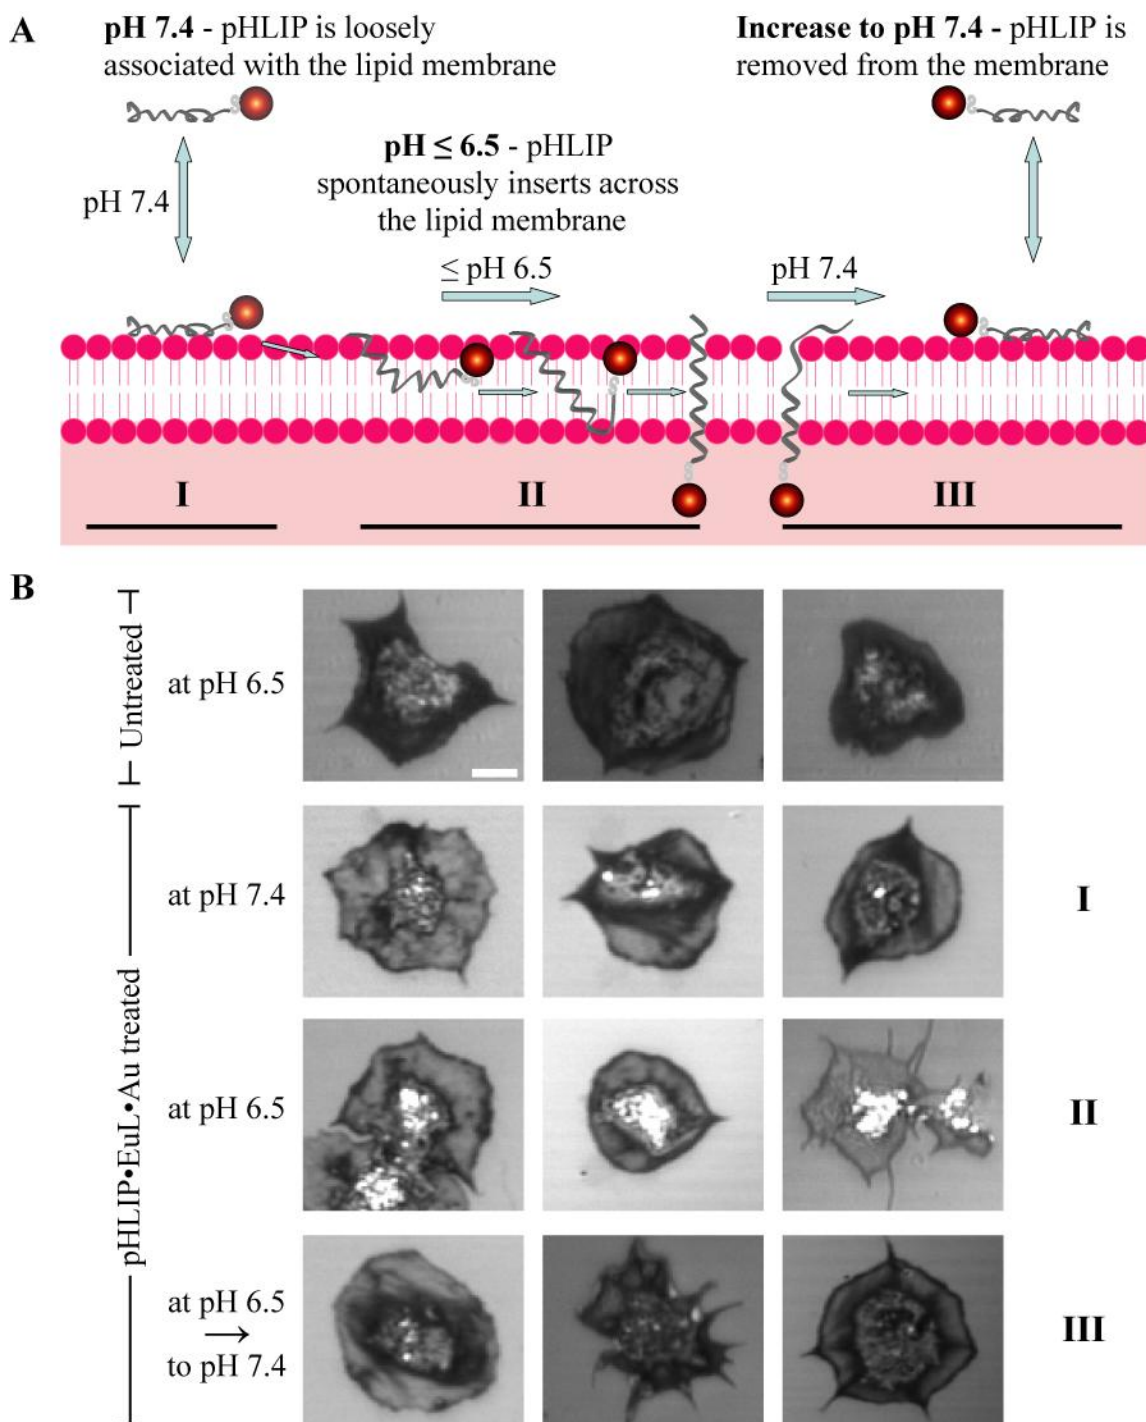 A
pH 7.4 - pHLIP is loosely
associated with the lipid membrane
Increase to pH 7.4 - pHLIP is
removed from the membrane
pH ≤ 6.5 - pHLIP
spontaneously inserts across
the lipid membrane
pH 7.4
≤ pH 6.5
pH 7.4
I
II
III
B
Untreated
at pH 6.5
pHLIP•EuL•Au treated
at pH 7.4
I
at pH 6.5
II
at pH 6.5
→
to pH 7.4
III